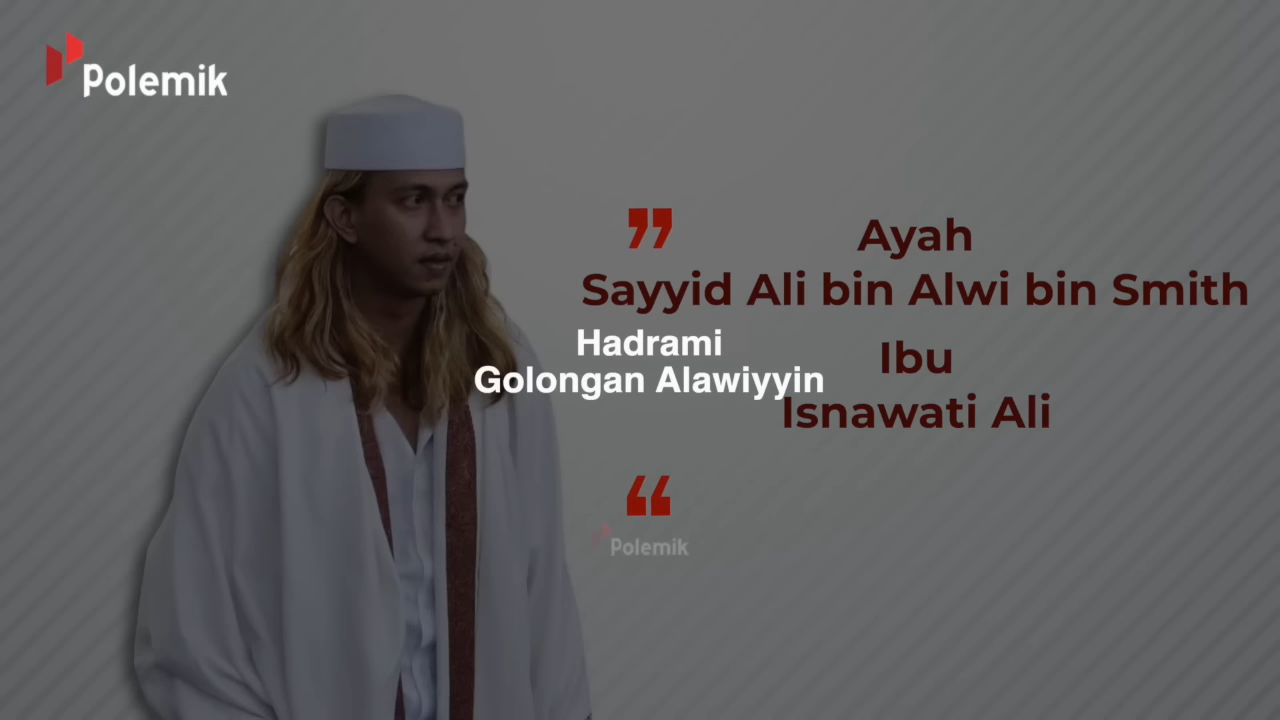 Polemik
Ayah
Sayyid Ali bin Alwi bin Smith
Hadrami
Golongan Alawiyyin
Ibu
Isnawati Ali
Polemik